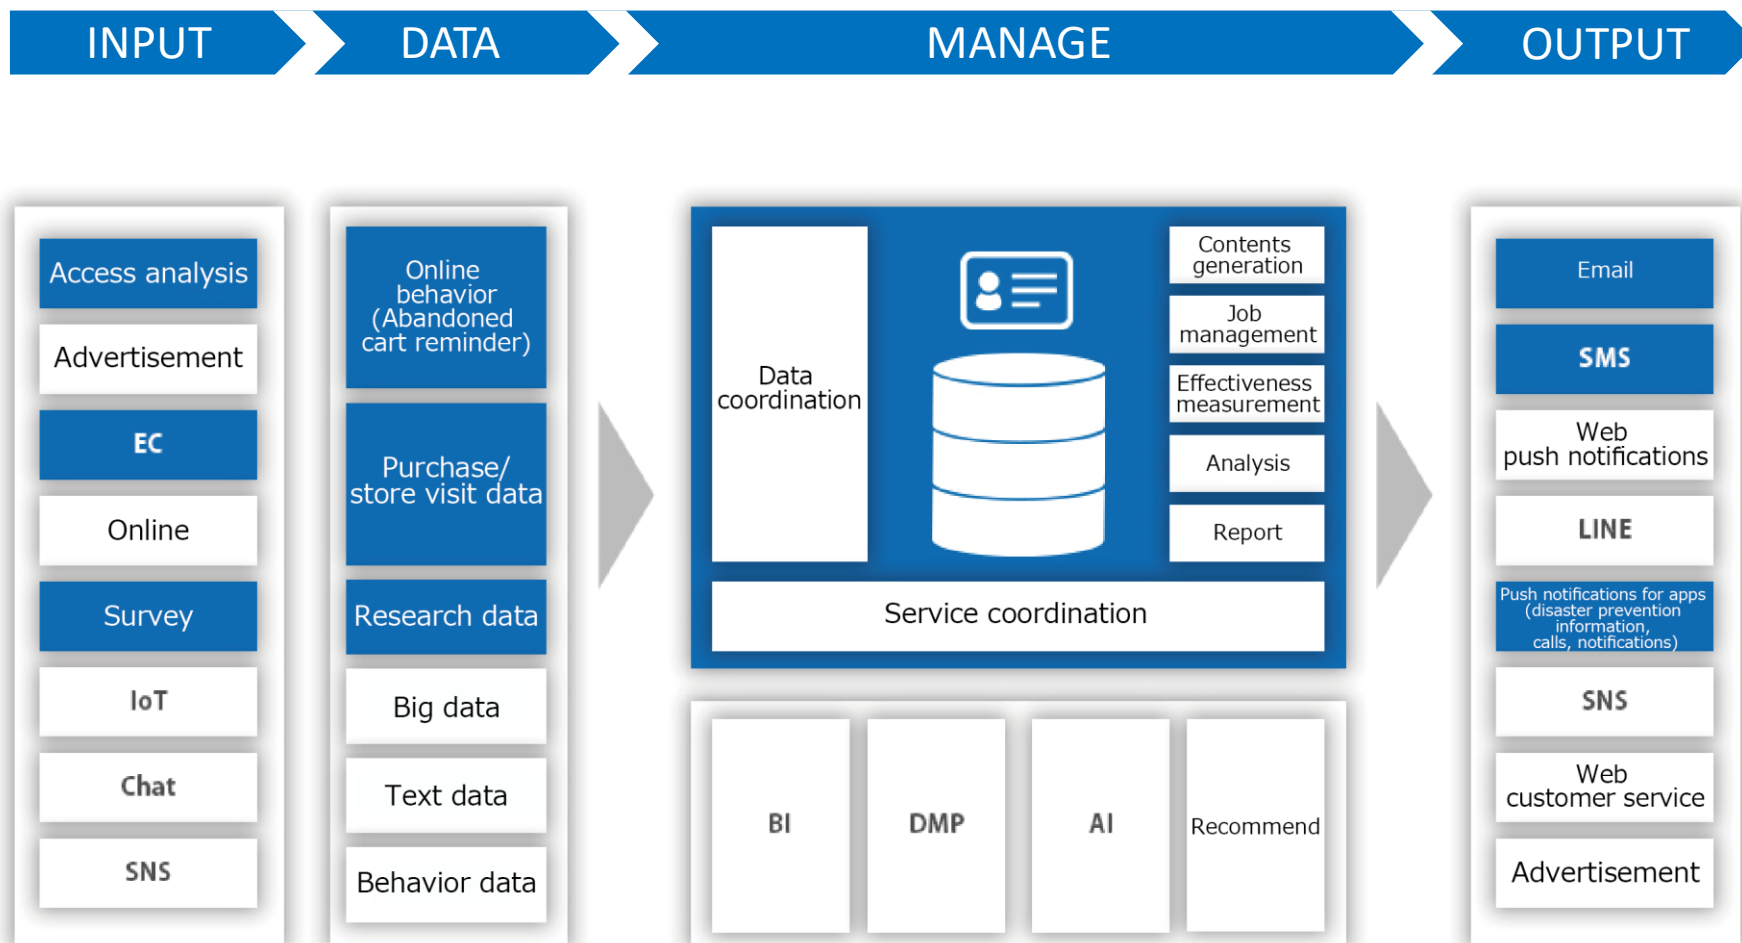 INPUT
DATA
MANAGE
OUTPUT
Access analysis
Advertisement
EC
Online
Survey
IoT
Chat
SNS
Online
behavior
(Abandoned
cart reminder)
Purchase/
store visit data
Research data
Big data
Text data
Behavior data
Data
coordination
Contents
generation
Job
management
Effectiveness
measurement
Analysis
Report
Service coordination
BI
DMP
AI
Recommend
Email
SMS
Web
push notifications
LINE
Push notifications for apps
(disaster prevention
information,
calls, notifications)
SNS
Web
customer service
Advertisement